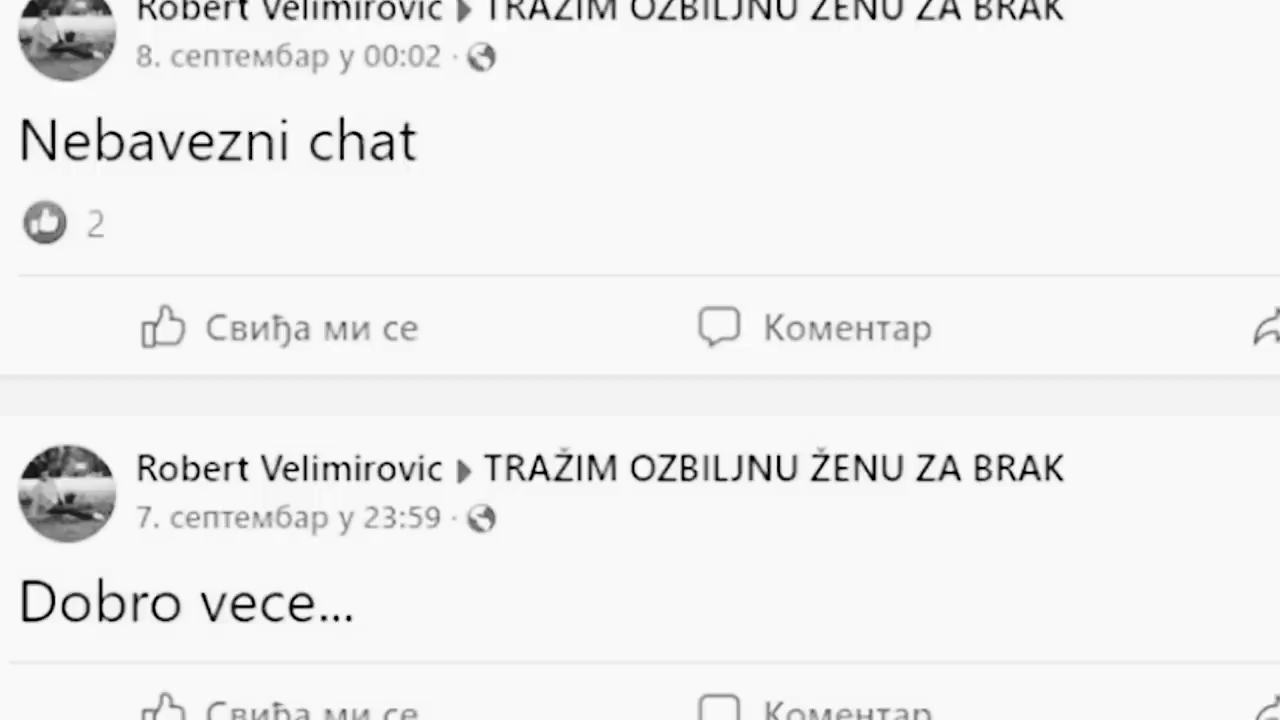 Robert Velimirovic ▶ TRAŽIM OZBILJNU ŽENU ZA BRAK
8. септембар у 00:02 ·
Nebavezni chat
2
Свиђа ми се
Коментар
Robert Velimirovic ▶ TRAŽIM OZBILJNU ŽENU ZA BRAK
7. септембар у 23:59 ·
Dobro vece...
Свиђа ми се
Коментар